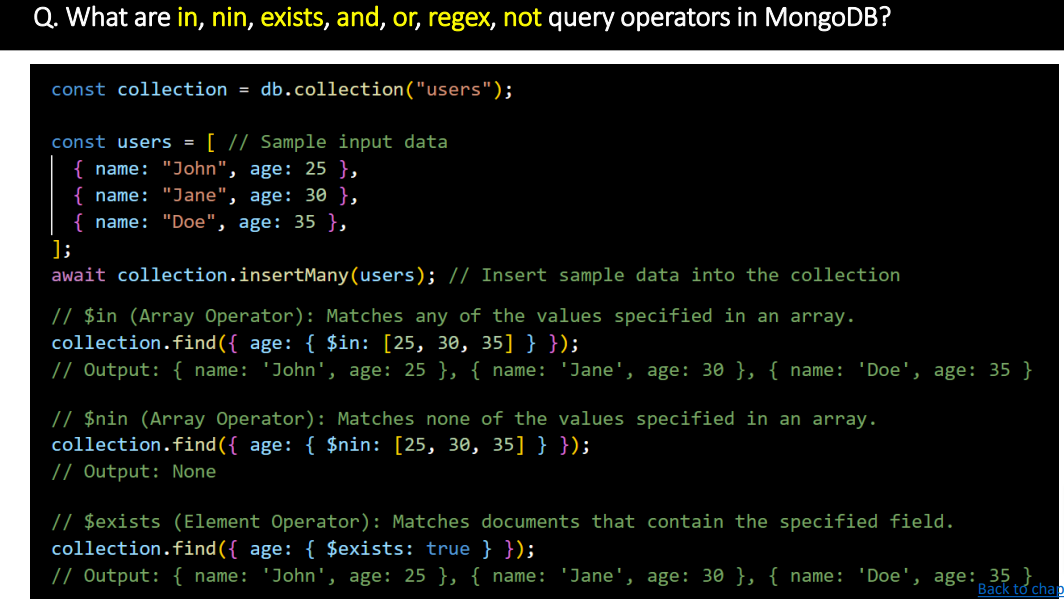 Q. What are in, nin, exists, and, or, regex, not query operators in MongoDB?
const collection = db.collection("users");
const users = [ // Sample input data
{ name: "John", age: 25 },
{ name: "Jane", age: 30 },
{ name: "Doe", age: 35 },
];
await collection.insertMany(users); // Insert sample data into the collection
// $in (Array Operator): Matches any of the values specified in an array.
collection.find({ age: { $in: [25, 30, 35] } });
// Output: { name: 'John', age: 25 }, { name: 'Jane', age: 30 }, { name: 'Doe', age: 35 }
// $nin (Array Operator): Matches none of the values specified in an array.
collection.find({ age: { $nin: [25, 30, 35] } });
// Output: None
// $exists (Element Operator): Matches documents that contain the specified field.
collection.find({ age: { $exists: true } });
// Output: { name: 'John', age: 25 }, { name: 'Jane', age: 30 }, { name: 'Doe', age: 35 }
Back to chap